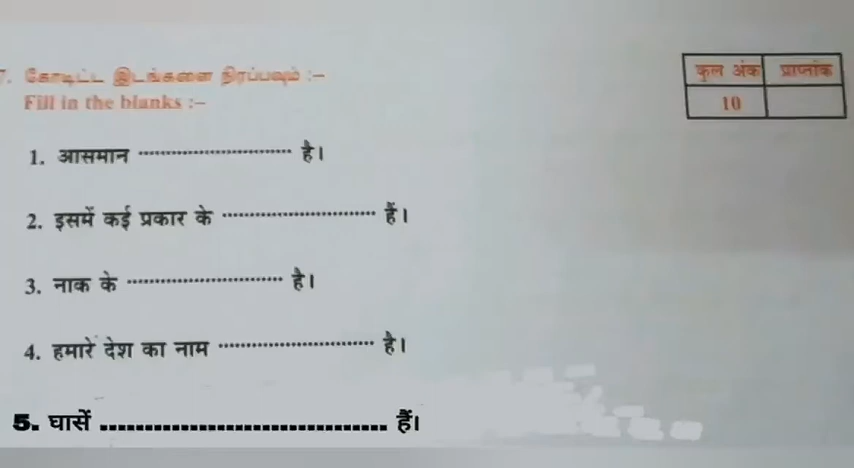 7. கோடிட்ட இடங்களை நிரப்பவும் :–
Fill in the blanks :–
कुल अंक प्राप्तांक
10
1. आसमान ............................ है।
2. इसमें कई प्रकार के ............................ हैं।
3. नाक के ............................ है।
4. हमारे देश का नाम ............................ है।
5. घासें ................................ हैं।